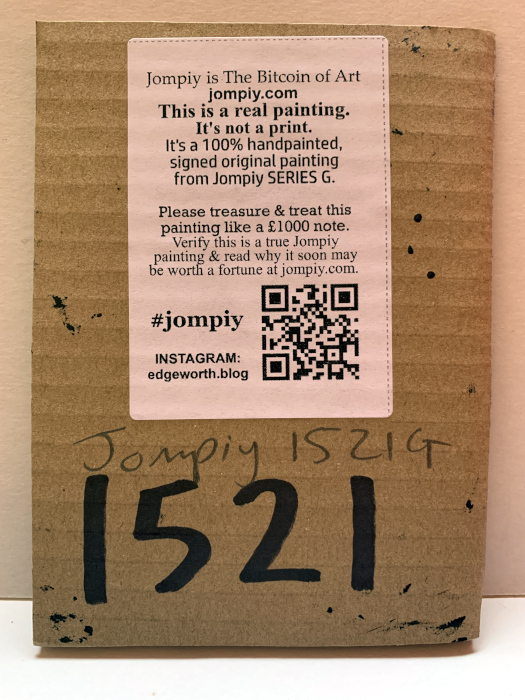 Jompiy is The Bitcoin of Art
jompiy.com
This is a real painting.
It's not a print.
It's a 100% handpainted,
signed original painting
from Jompiy SERIES G.
Please treasure & treat this
painting like a £1000 note.
Verify this is a true Jompiy
painting & read why it soon may
be worth a fortune at jompiy.com.
#jompiy
INSTAGRAM:
edgeworth.blog
Jompiy 1521G
1521